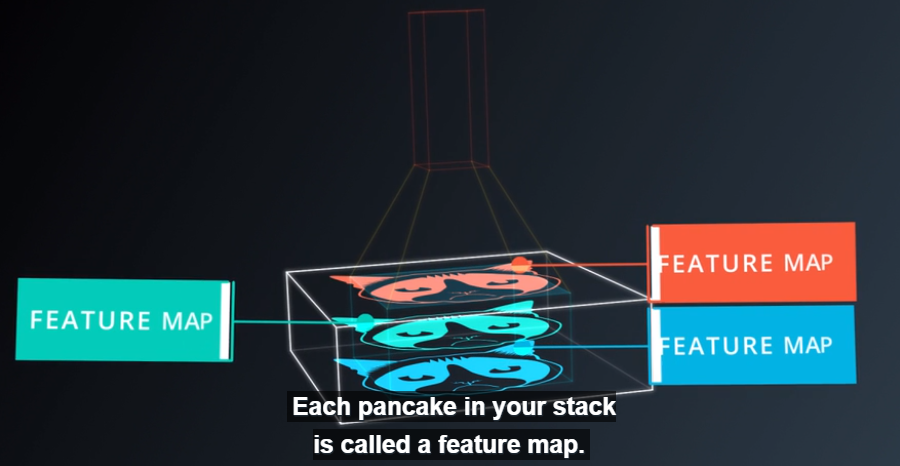 FEATURE MAP
FEATURE MAP
FEATURE MAP
Each pancake in your stack
is called a feature map.